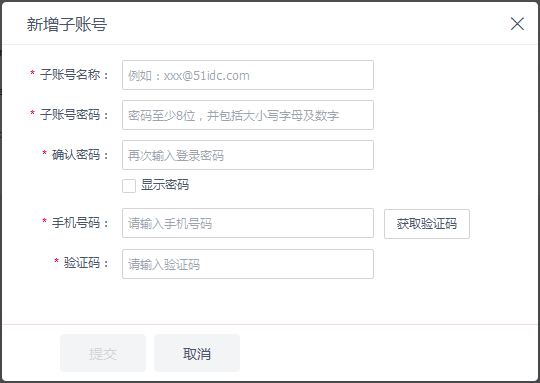 新增子账号
* 子账号名称：
例如：xxx@51idc.com
* 子账号密码：
密码至少8位，并包括大小写字母及数字
* 确认密码：
再次输入登录密码
显示密码
* 手机号码：
请输入手机号码
获取验证码
* 验证码：
请输入验证码
提交
取消